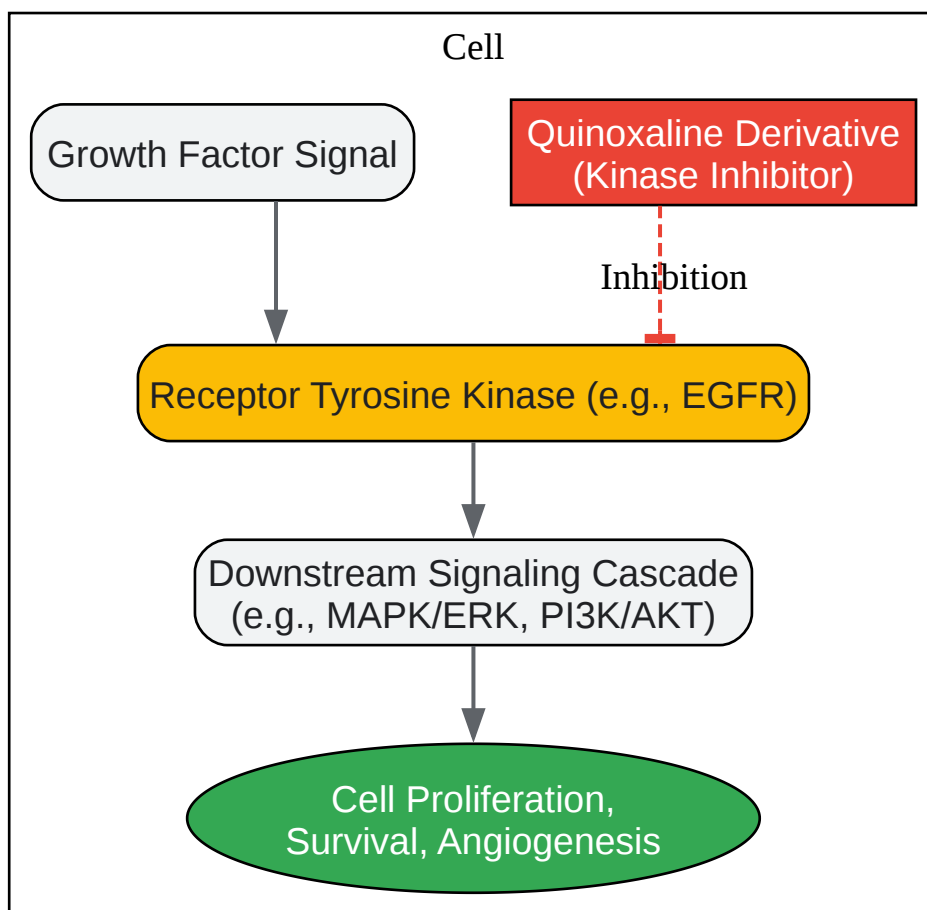 Cell
Growth Factor Signal
Quinoxaline Derivative
(Kinase Inhibitor)
Inhibition
Receptor Tyrosine Kinase (e.g., EGFR)
Downstream Signaling Cascade
(e.g., MAPK/ERK, PI3K/AKT)
Cell Proliferation,
Survival, Angiogenesis